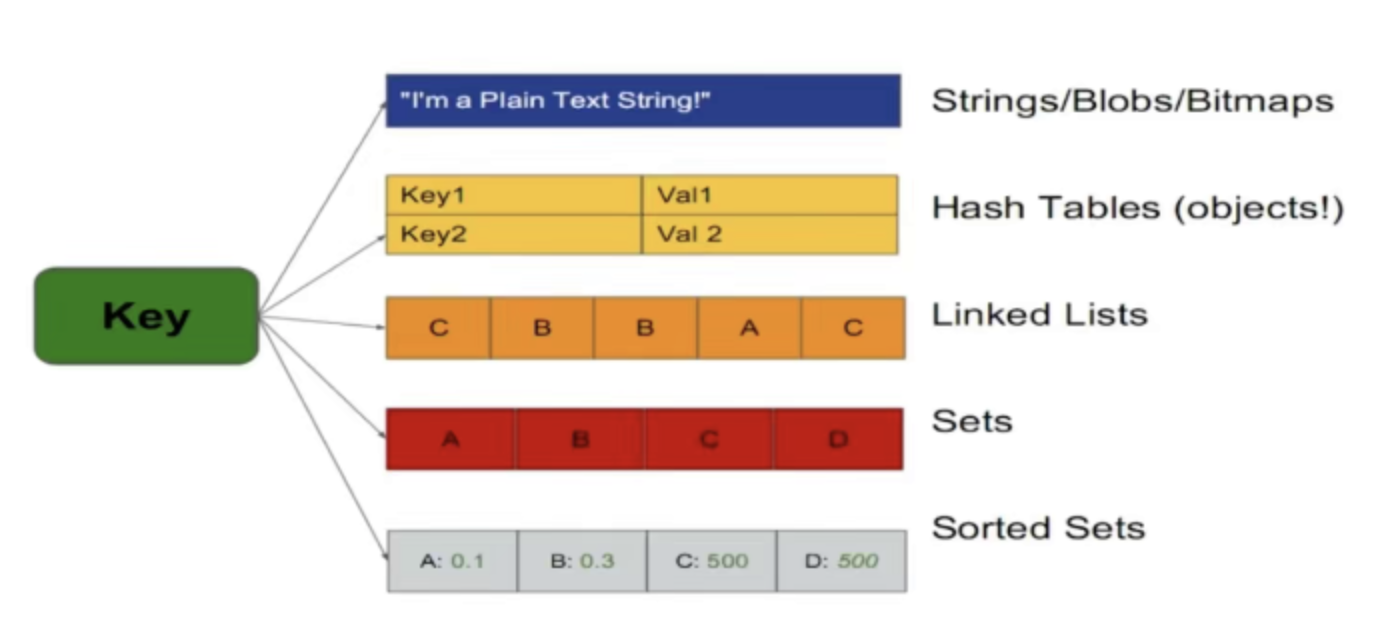 "I'm a Plain Text String!" Strings/Blobs/Bitmaps
Key1 Val1
Hash Tables (objects!)
Key2 Val 2
Key
C B B A C Linked Lists
A B C D Sets
Sorted Sets
A: 0.1 B: 0.3 C: 500 D: 500